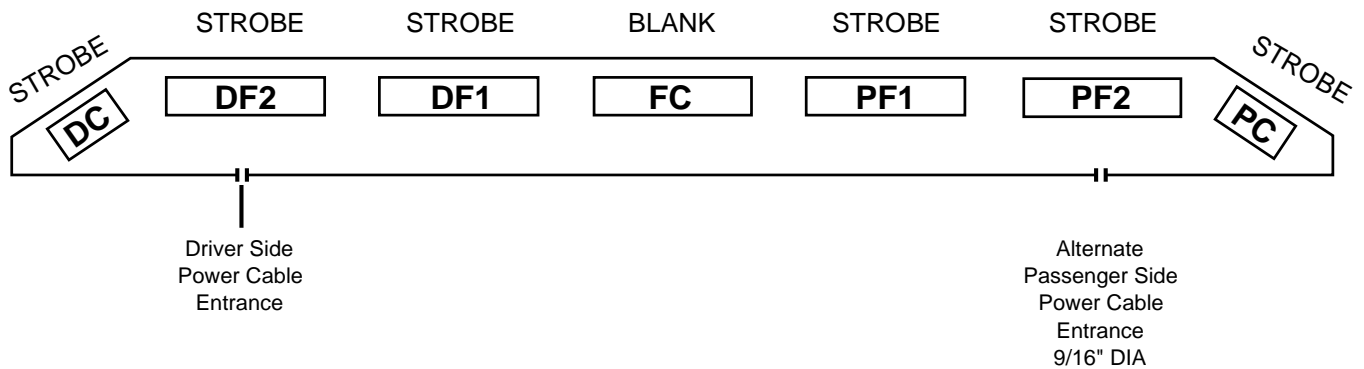 STROBE
STROBE
STROBE
BLANK
STROBE
STROBE
STROBE
DC
DF2
DF1
FC
PF1
PF2
PC
Driver Side
Power Cable
Entrance
Alternate
Passenger Side
Power Cable
Entrance
9/16" DIA